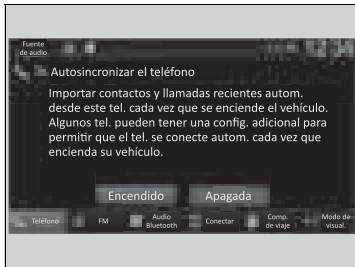 Fuente
de audio
Autosincronizar el teléfono
Importar contactos y llamadas recientes autom.
desde este tel. cada vez que se enciende el vehículo.
Algunos tel. pueden tener una config. adicional para
permitir que el tel. se conecte autom. cada vez que
encienda su vehículo.
Encendido Apagada
Teléfono FM Audio Bluetooth Conectar Comp. de viaje Modo de visual.